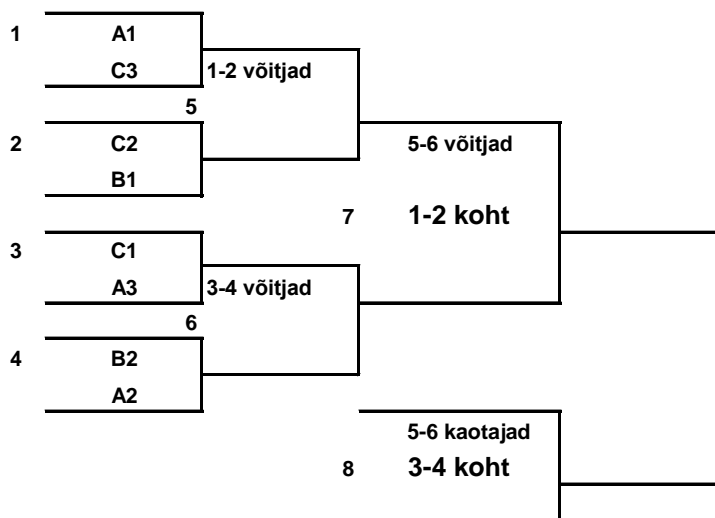 1 A1
C3 1-2 võitjad
5
2 C2 5-6 võitjad
B1
7 1-2 koht
3 C1
A3 3-4 võitjad
6
4 B2
A2
5-6 kaotajad
8 3-4 koht